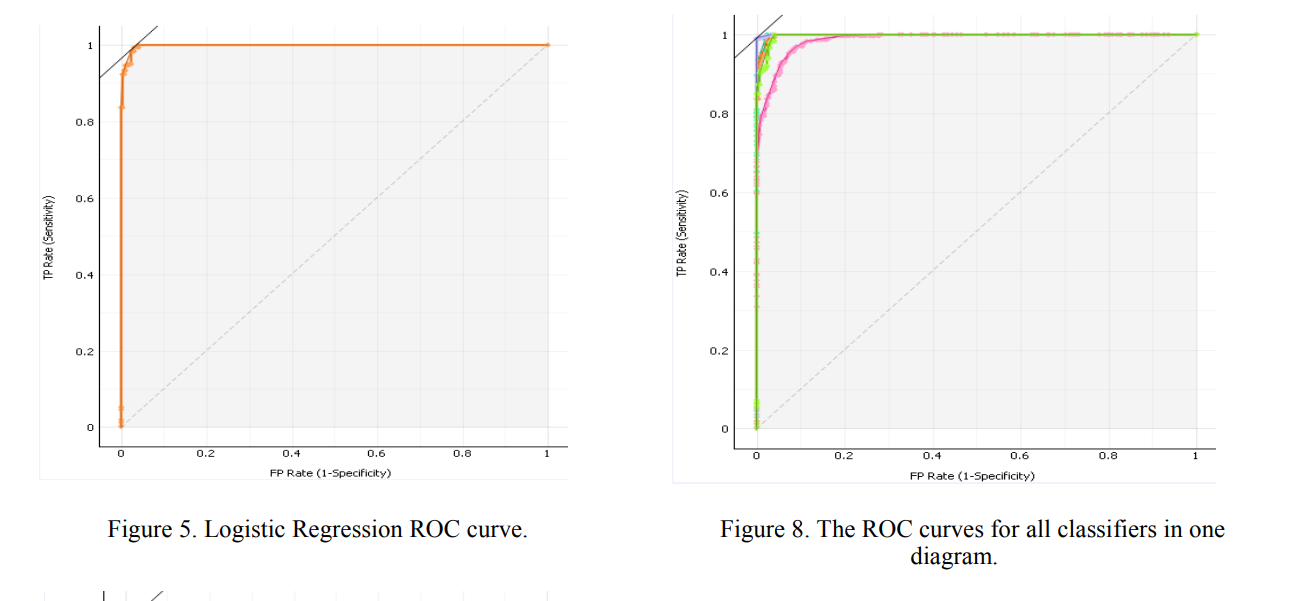 1
0.8
0.6
0.4
0.2
0
TP Rate (Sensitivity)
0 0.2 0.4 0.6 0.8 1
FP Rate (1-Specificity)
Figure 5. Logistic Regression ROC curve.
1
0.8
0.6
0.4
0.2
0
TP Rate (Sensitivity)
0 0.2 0.4 0.6 0.8 1
FP Rate (1-Specificity)
Figure 8. The ROC curves for all classifiers in one
diagram.